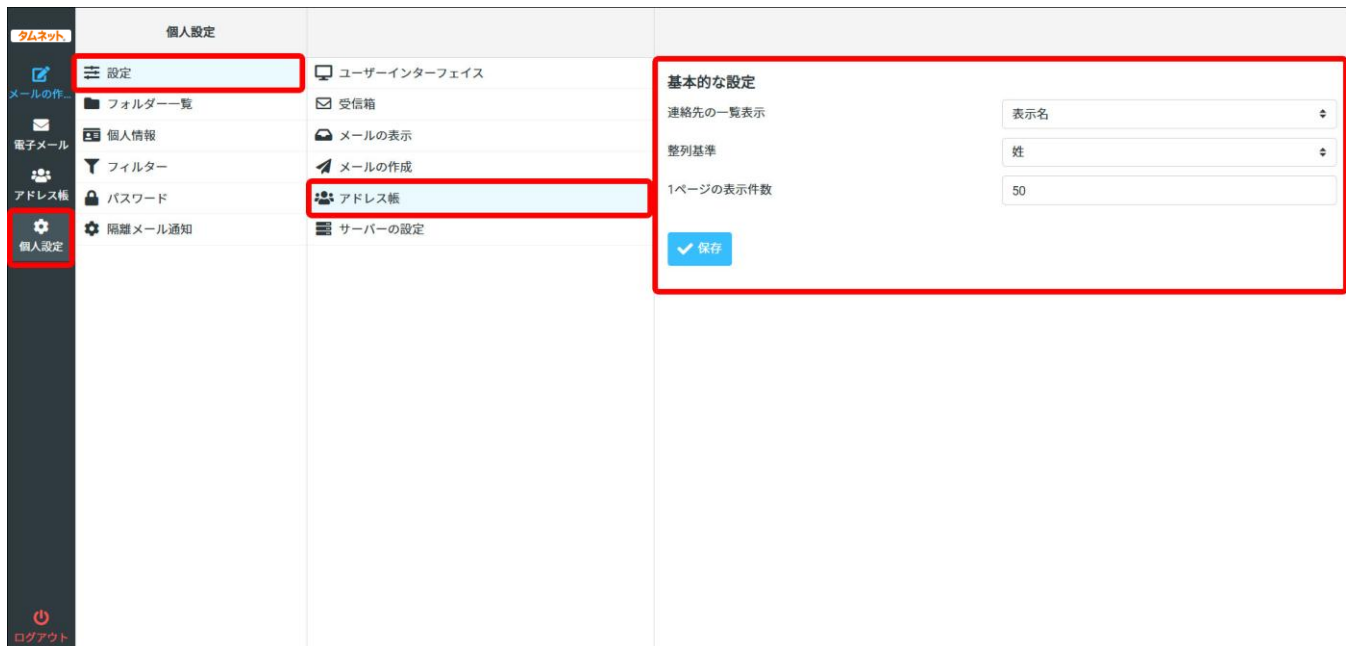 タムネット
個人設定
メールの作...
電子メール
アドレス帳
個人設定
ログアウト
設定
フォルダー一覧
個人情報
フィルター
パスワード
隔離メール通知
ユーザーインターフェイス
受信箱
メールの表示
メールの作成
アドレス帳
サーバーの設定
基本的な設定
連絡先の一覧表示 表示名
整列基準 姓
1ページの表示件数 50
保存